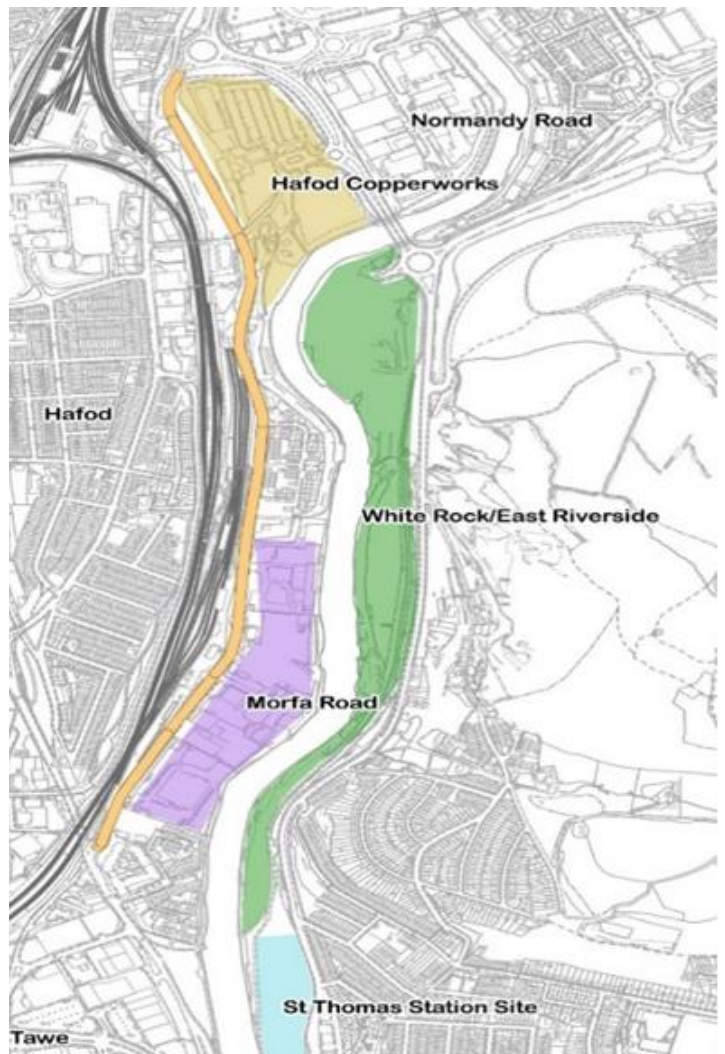 Normandy Road
Hafod Copperworks
Hafod
White Rock/East Riverside
Morfa Road
St Thomas Station Site
Tawe